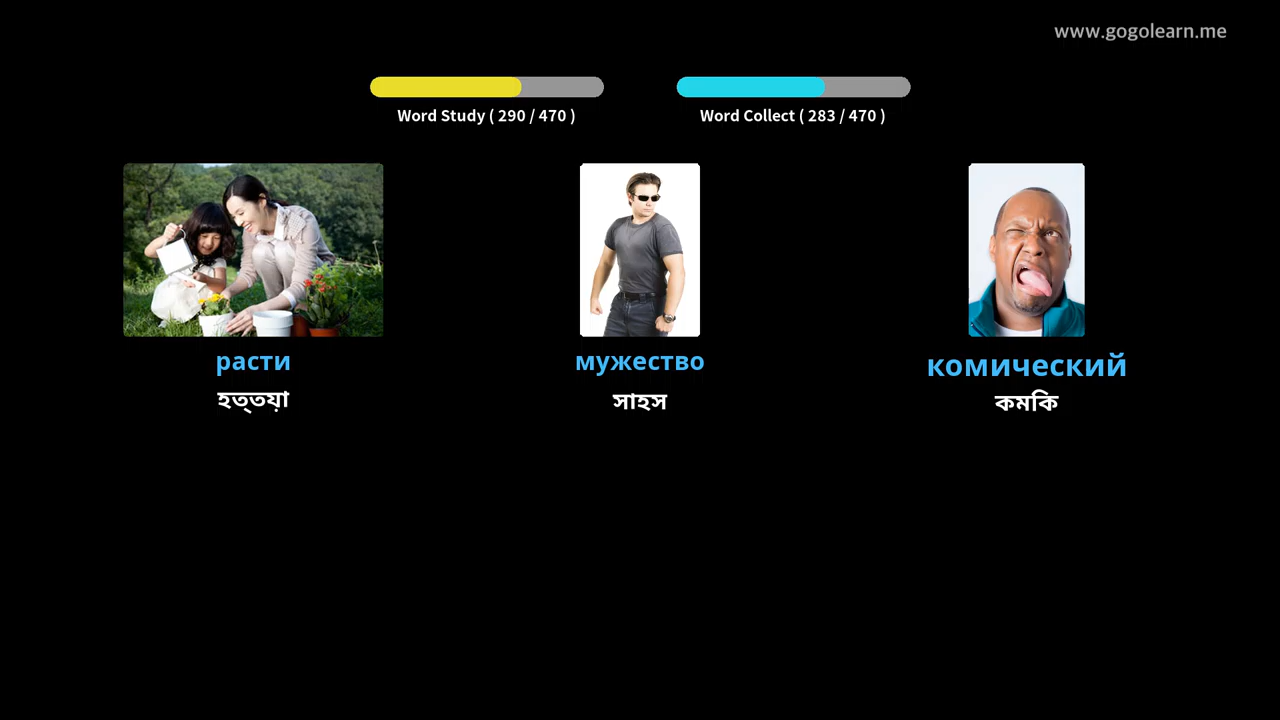 www.gogolearn.me
Word Study ( 290 / 470 )
Word Collect ( 283 / 470 )
расти
мужество
комический
হত্তয়া
সাহস
কমকি